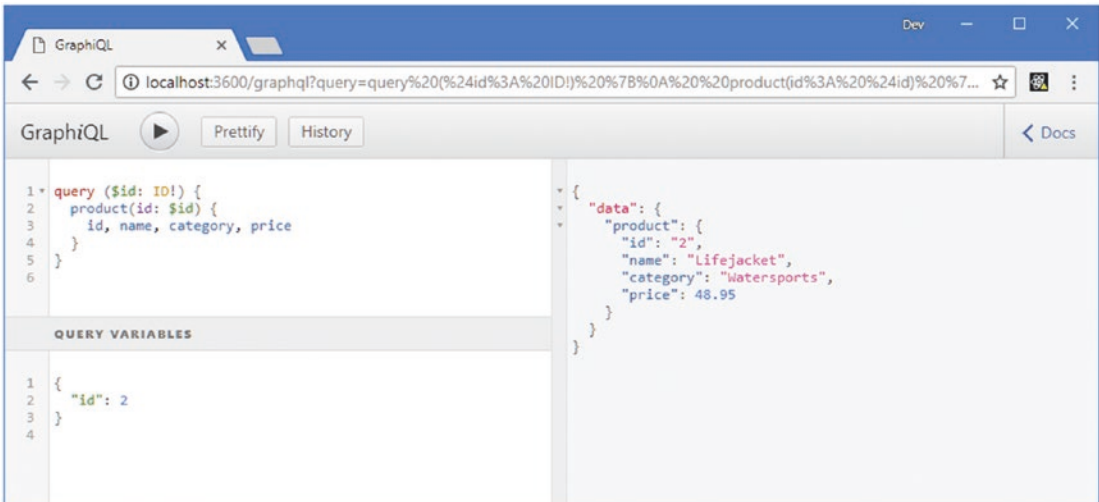 Dev
GraphiQL
localhost:3600/graphql?query=query%20(%24id%3A%20ID!)%20%7B%0A%20%20product(id%3A%20%24id)%20%7...
GraphiQL Prettify History Docs
1 query ($id: ID!) {
2 product(id: $id) {
3 id, name, category, price
4 }
5 }
6
QUERY VARIABLES
1 {
2 "id": 2
3 }
4
{
"data": {
"product": {
"id": "2",
"name": "Lifejacket",
"category": "Watersports",
"price": 48.95
}
}
}